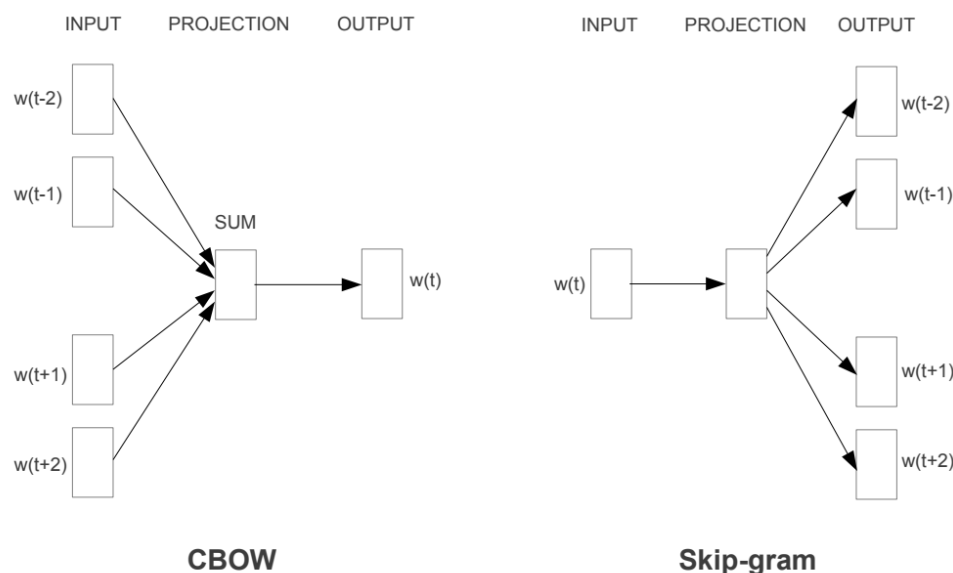 INPUT PROJECTION OUTPUT
w(t-2)
w(t-1)
SUM
w(t)
w(t+1)
w(t+2)
CBOW
INPUT PROJECTION OUTPUT
w(t-2)
w(t-1)
w(t)
w(t+1)
w(t+2)
Skip-gram